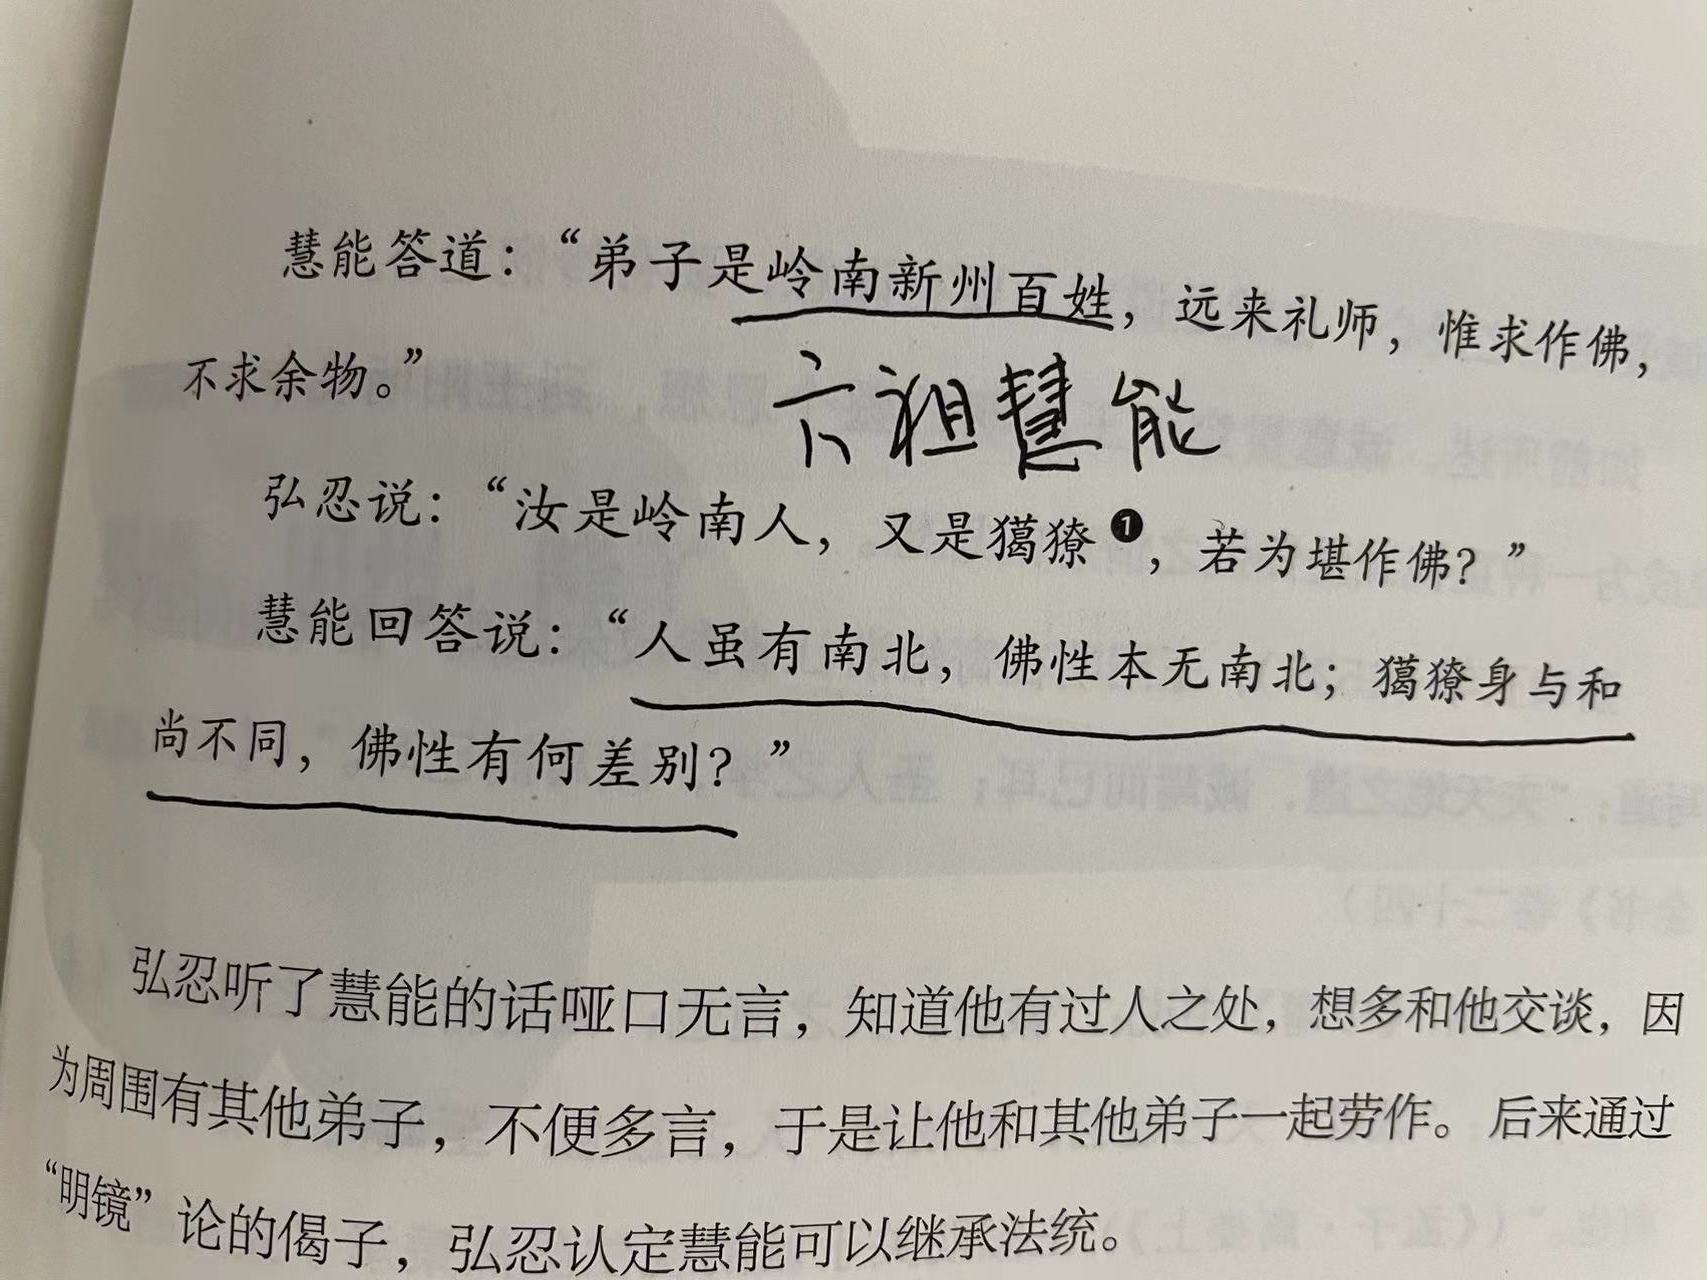 慧能答道：“弟子是岭南新州百姓，远来礼师，惟求作佛，
不求余物。”
六祖慧能
弘忍说：“汝是岭南人，又是獦獠❶，若为堪作佛？”
慧能回答说：“人虽有南北，佛性本无南北；獦獠身与和
尚不同，佛性有何差别？”
弘忍听了慧能的话哑口无言，知道他有过人之处，想多和他交谈，因
为周围有其他弟子，不便多言，于是让他和其他弟子一起劳作。后来通过
“明镜”论的偈子，弘忍认定慧能可以继承法统。